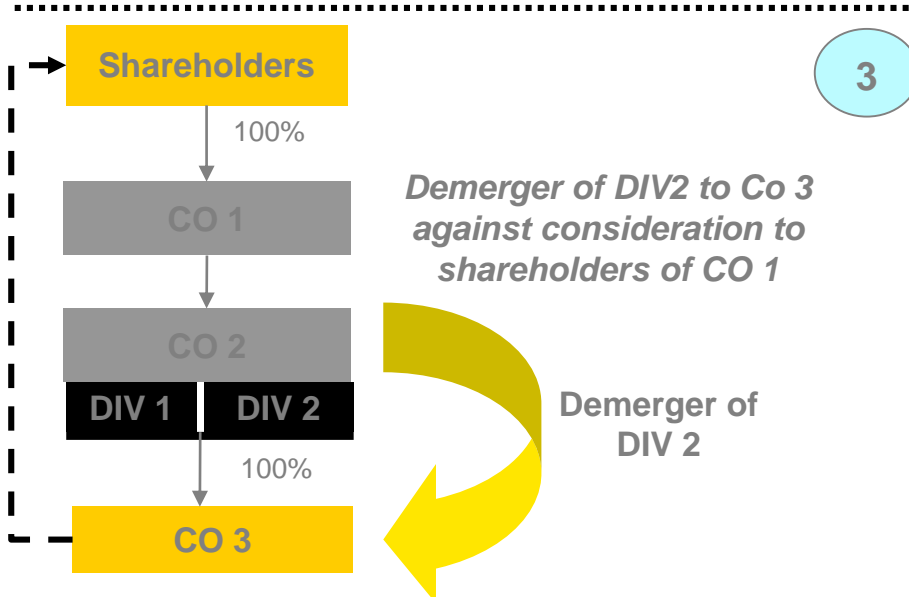 Shareholders
3
100%
Demerger of DIV2 to Co 3
against consideration to
shareholders of CO 1
CO 1
CO 2
DIV 1
DIV 2
Demerger of
DIV 2
100%
CO 3